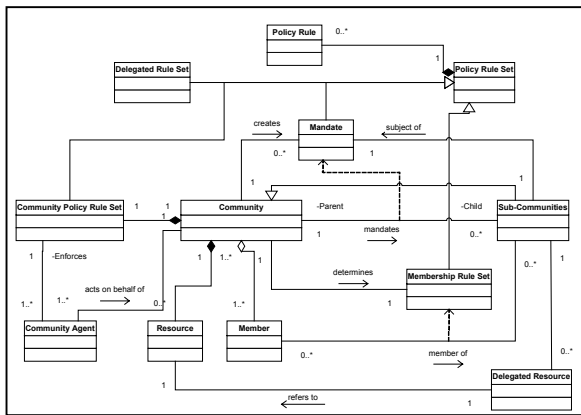 Policy Rule
0..*
Delegated Rule Set
1
Policy Rule Set
creates
Mandate
subject of
0..*
1
1
1
1
1
Community Policy Rule Set
1
1
Community
-Parent
-Child
Sub-Communities
1
mandates
0..*
1
-Enforces
1
1..*
1
determines
Membership Rule Set
1
acts on behalf of
1..*
1..*
0..*
1..*
1
Community Agent
Resource
Member
0..*
member of
0..*
Delegated Resource
1
refers to
1